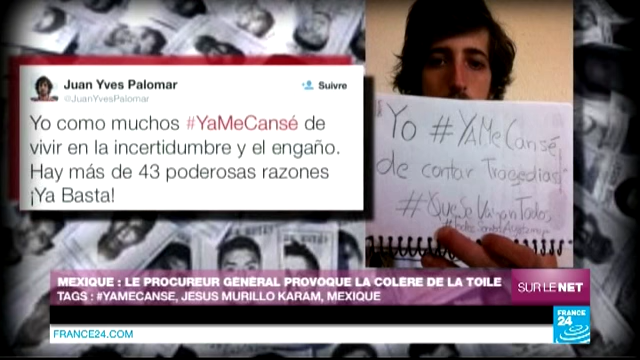 Juan Yves Palomar
@JuanYvesPalomar
Suivre
Yo como muchos #YaMeCansé de
vivir en la incertidumbre y el engaño.
Hay más de 43 poderosas razones
¡Ya Basta!
Yo #YAMeCansé
de contar Tragedias!
#QueSeVayanTodos
MEXIQUE : LE PROCUREUR GÉNÉRAL PROVOQUE LA COLÈRE DE LA TOILE
TAGS : #YAMECANSE, JESUS MURILLO KARAM, MEXIQUE
SUR LE NET
FRANCE24.COM
FRANCE
24